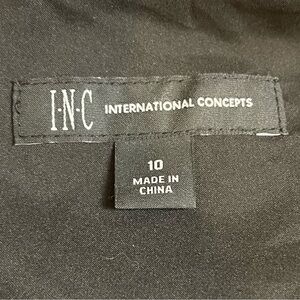 I·N·C INTERNATIONAL CONCEPTS
10
MADE IN
CHINA